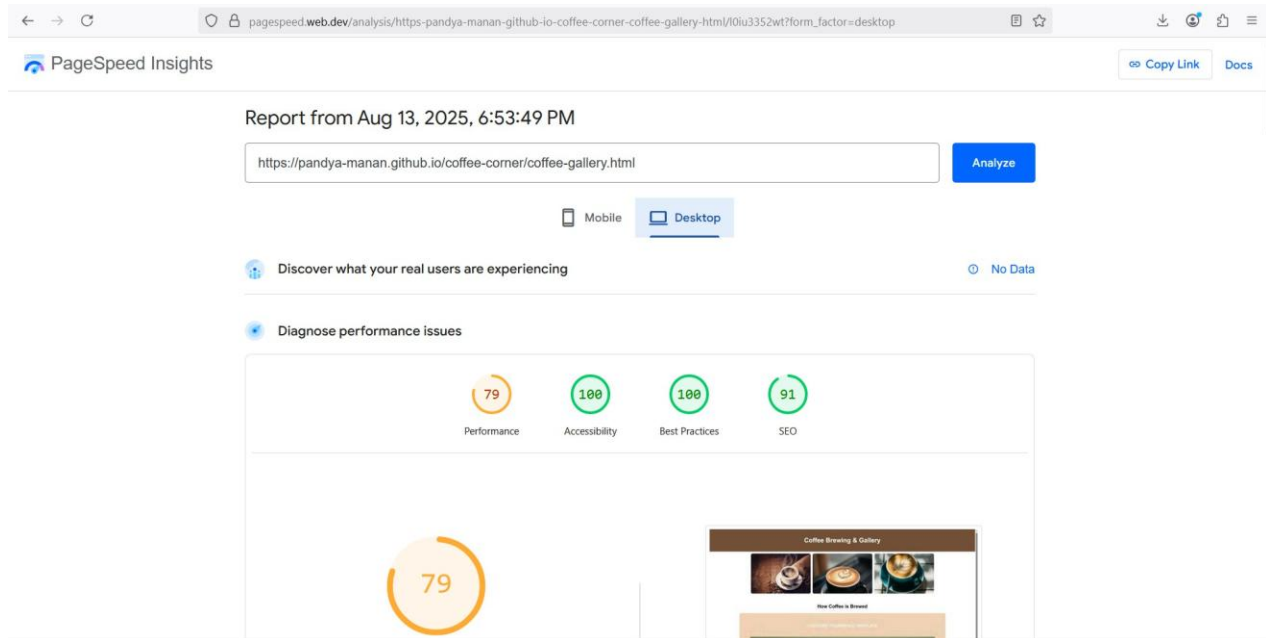 pagespeed.web.dev/analysis/https-pandya-manan-github-io-coffee-corner-coffee-gallery-html/l0iu3352wt?form_factor=desktop
PageSpeed Insights
Copy Link
Docs
Report from Aug 13, 2025, 6:53:49 PM
https://pandya-manan.github.io/coffee-corner/coffee-gallery.html
Analyze
Mobile
Desktop
Discover what your real users are experiencing
No Data
Diagnose performance issues
79
100
100
91
Performance
Accessibility
Best Practices
SEO
79
Coffee Brewing & Gallery
How Coffee is Brewed